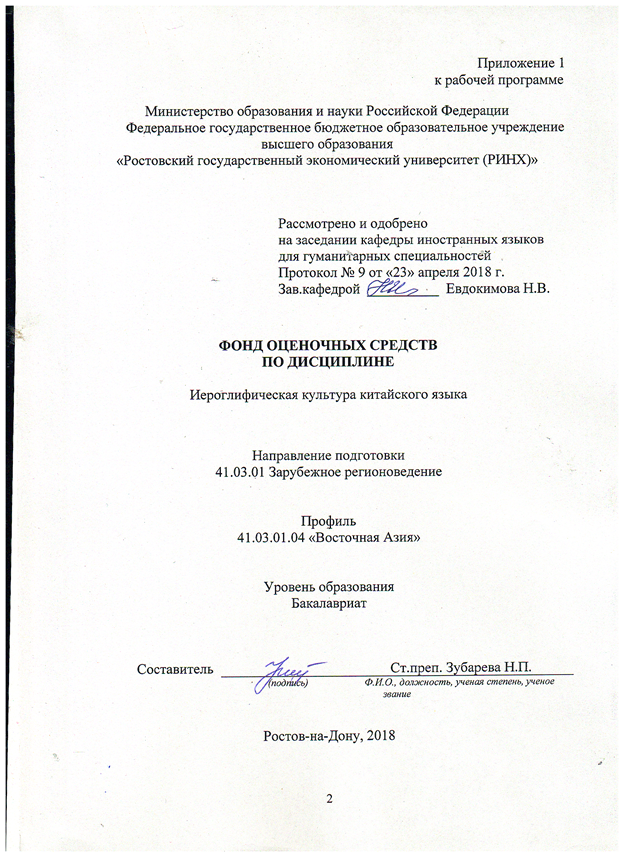 Приложение 1
к рабочей программе
Министерство образования и науки Российской Федерации
Федеральное государственное бюджетное образовательное учреждение
высшего образования
«Ростовский государственный экономический университет (РИНХ)»
Рассмотрено и одобрено
на заседании кафедры иностранных языков
для гуманитарных специальностей
Протокол № 9 от «23» апреля 2018 г.
Зав.кафедрой Евдокимова Н.В.
ФОНД ОЦЕНОЧНЫХ СРЕДСТВ
ПО ДИСЦИПЛИНЕ
Иероглифическая культура китайского языка
Направление подготовки
41.03.01 Зарубежное регионоведение
Профиль
41.03.01.04 «Восточная Азия»
Уровень образования
Бакалавриат
Составитель Ст.преп. Зубарева Н.П.
(подпись) Ф.И.О., должность, ученая степень, ученое
звание
Ростов-на-Дону, 2018
2